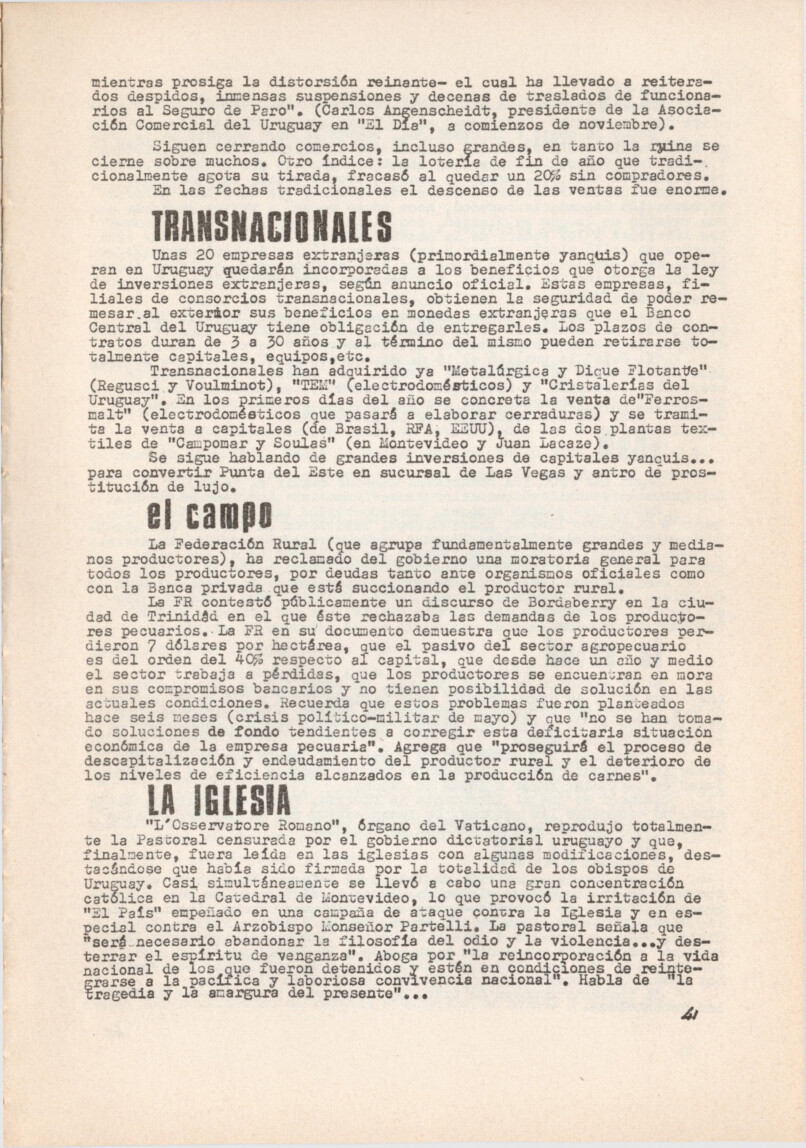 mientras prosiga la distorsión reinante- el cual ha llevado a reitera-
dos despidos, inmensas suspensiones y decenas de traslados de funciona-
rios al Seguro de Paro". (Carlos Angenscheidt, presidente de la Asocia-
ción Comercial del Uruguay en "El Día", a comienzos de noviembre).
Siguen cerrando comercios, incluso grandes, en tanto la ruina se
cierne sobre muchos. Otro índice: la lotería de fin de año que tradi-
cionalmente agota su tirada, fracasó al quedar un 20% sin compradores.
En las fechas tradicionales el descenso de las ventas fue enorme.
TRANSNACIONALES
Unas 20 empresas extranjeras (primordialmente yanquis) que ope-
ran en Uruguay quedarán incorporadas a los beneficios que otorga la ley
de inversiones extranjeras, según anuncio oficial. Estas empresas, fi-
liales de consorcios transnacionales, obtienen la seguridad de poder re-
mesar al exterior sus beneficios en monedas extranjeras que el Banco
Central del Uruguay tiene obligación de entregarles. Los plazos de con-
tratos duran de 3 a 30 años y al término del mismo pueden retirarse to-
talmente capitales, equipos,etc.
Transnacionales han adquirido ya "Metalúrgica y Dique Flotante"
(Regusci y Voulminot), "TEM" (electrodomésticos) y "Cristalerías del
Uruguay". En los primeros días del año se concreta la venta de"Ferros-
malt" (electrodomésticos que pasará a elaborar cerraduras) y se trami-
ta la venta a capitales (de Brasil, RFA, EEUU), de las dos plantas tex-
tiles de "Campomar y Soulas" (en Montevideo y Juan Lacaze).
Se sigue hablando de grandes inversiones de capitales yanquis...
para convertir Punta del Este en sucursal de Las Vegas y antro de pros-
titución de lujo.
el campo
La Federación Rural (que agrupa fundamentalmente grandes y media-
nos productores), ha reclamado del gobierno una moratoria general para
todos los productores, por deudas tanto ante organismos oficiales como
con la Banca privada que está succionando el productor rural.
La FR contestó públicamente un discurso de Bordaberry en la ciu-
dad de Trinidad en el que éste rechazaba las demandas de los producto-
res pecuarios. La FR en su documento demuestra que los productores per-
dieron 7 dólares por hectárea, que el pasivo del sector agropecuario
es del orden del 40% respecto al capital, que desde hace un año y medio
el sector trabaja a pérdidas, que los productores se encuentran en mora
en sus compromisos bancarios y no tienen posibilidad de solución en las
actuales condiciones. Recuerda que estos problemas fueron planteados
hace seis meses (crisis político-militar de mayo) y que "no se han toma-
do soluciones de fondo tendientes a corregir esta deficitaria situación
económica de la empresa pecuaria". Agrega que "proseguirá el proceso de
descapitalización y endeudamiento del productor rural y el deterioro de
los niveles de eficiencia alcanzados en la producción de carnes".
LA IGLESIA
"L'Osservatore Romano", órgano del Vaticano, reprodujo totalmen-
te la Pastoral censurada por el gobierno dictatorial uruguayo y que,
finalmente, fuera leída en las iglesias con algunas modificaciones, des-
tacándose que había sido firmada por la totalidad de los obispos de
Uruguay. Casi simultáneamente se llevó a cabo una gran concentración
católica en la Catedral de Montevideo, lo que provocó la irritación de
"El País" empeñado en una campaña de ataque contra la Iglesia y en es-
pecial contra el Arzobispo Monseñor Partelli. La pastoral señala que
"será necesario abandonar la filosofía del odio y la violencia...y des-
terrar el espíritu de venganza". Aboga por "la reincorporación a la vida
nacional de los que fueron detenidos y estén en condiciones de reinte-
grarse a la pacífica y laboriosa convivencia nacional". Habla de "la
tragedia y la amargura del presente"...
41